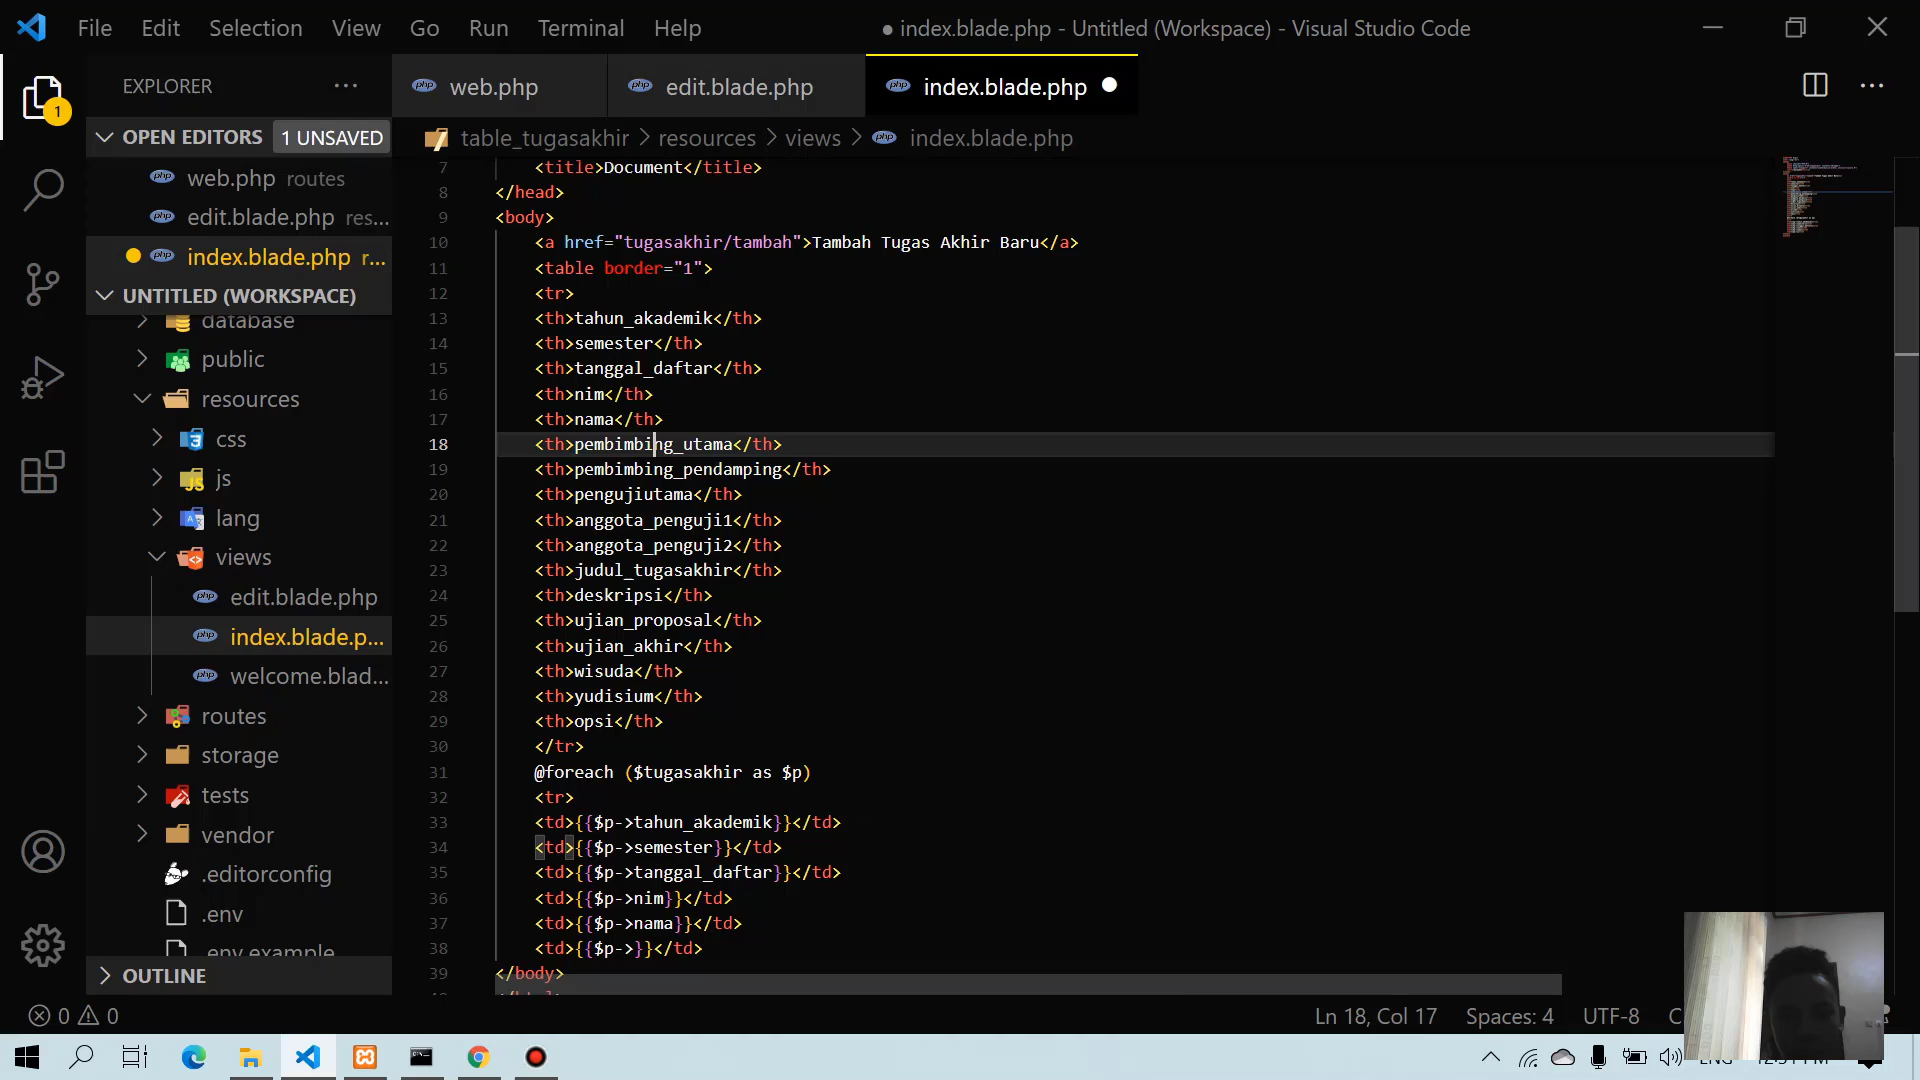 File Edit Selection View Go Run Terminal Help
● index.blade.php - Untitled (Workspace) - Visual Studio Code
EXPLORER
web.php
edit.blade.php
index.blade.php
OPEN EDITORS 1 UNSAVED
table_tugasakhir > resources > views > index.blade.php
web.php routes
edit.blade.php res...
index.blade.php r...
UNTITLED (WORKSPACE)
database
public
resources
css
js
lang
views
edit.blade.php
index.blade.p...
welcome.blad...
routes
storage
tests
vendor
.editorconfig
.env
.env.example
OUTLINE
1
7 <title>Document</title>
8 </head>
9 <body>
10 <a href="tugasakhir/tambah">Tambah Tugas Akhir Baru</a>
11 <table border="1">
12 <tr>
13 <th>tahun_akademik</th>
14 <th>semester</th>
15 <th>tanggal_daftar</th>
16 <th>nim</th>
17 <th>nama</th>
18 <th>pembimbing_utama</th>
19 <th>pembimbing_pendamping</th>
20 <th>pengujiutama</th>
21 <th>anggota_penguji1</th>
22 <th>anggota_penguji2</th>
23 <th>judul_tugasakhir</th>
24 <th>deskripsi</th>
25 <th>ujian_proposal</th>
26 <th>ujian_akhir</th>
27 <th>wisuda</th>
28 <th>yudisium</th>
29 <th>opsi</th>
30 </tr>
31 @foreach ($tugasakhir as $p)
32 <tr>
33 <td>{{$p->tahun_akademik}}</td>
34 <td>{{$p->semester}}</td>
35 <td>{{$p->tanggal_daftar}}</td>
36 <td>{{$p->nim}}</td>
37 <td>{{$p->nama}}</td>
38 <td>{{$p->}}</td>
39 </body>
0 0
Ln 18, Col 17 Spaces: 4 UTF-8 C